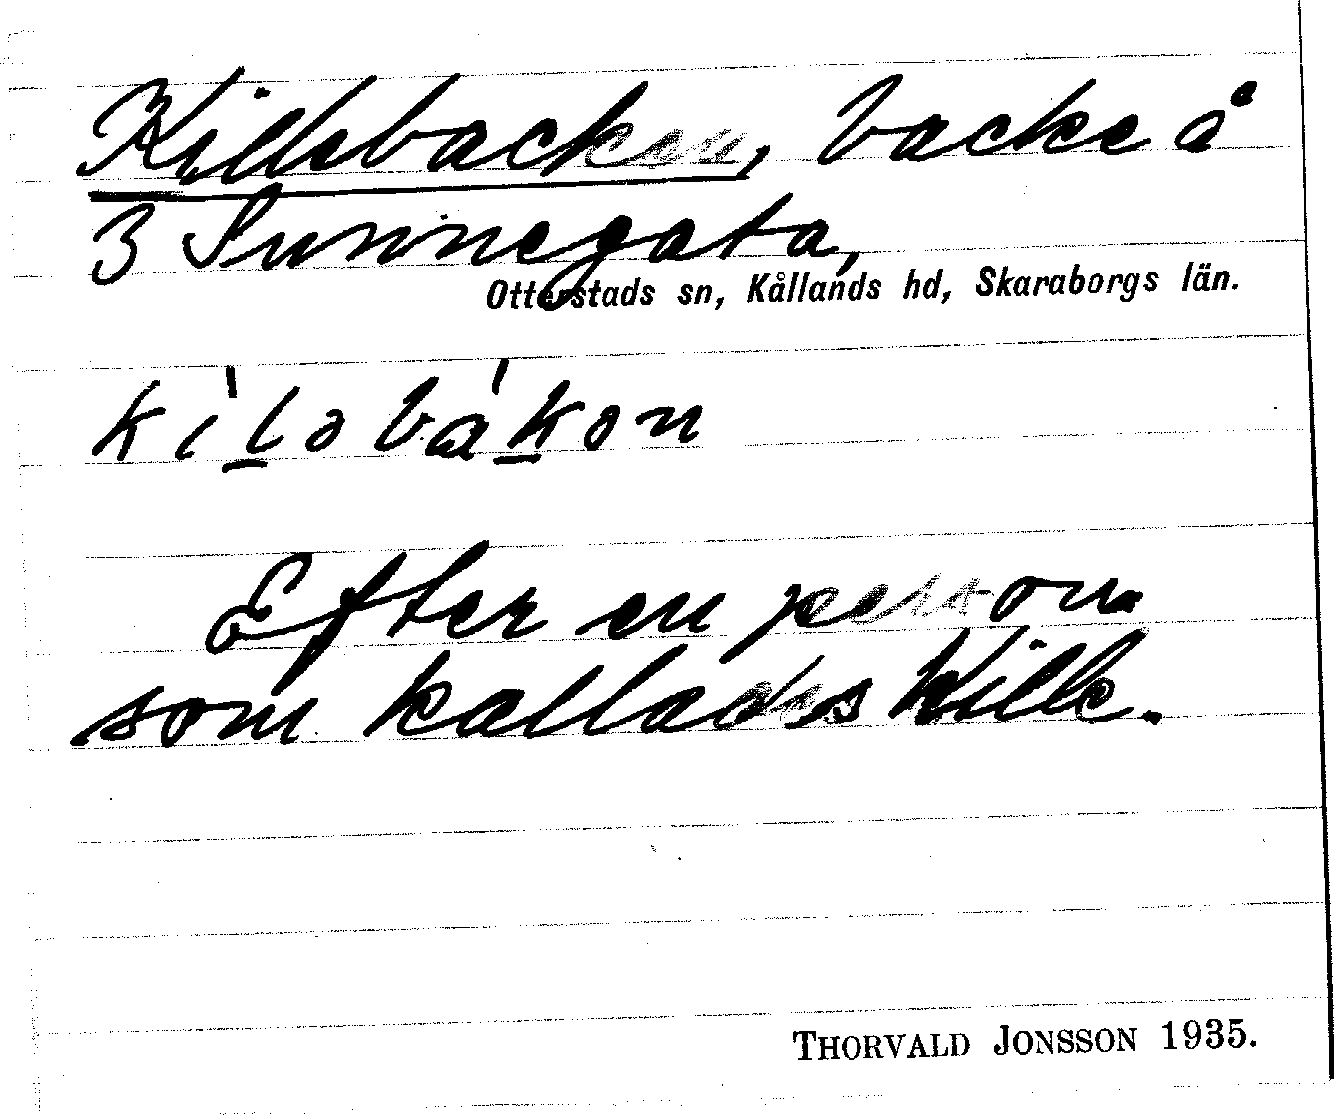 Killebacken, backe å
3 Sunnegata,
Otterstads sn, Kållands hd, Skaraborgs län.
kìləbákon
Efter en person
som kallades Kille.
THORVALD JONSSON 1935.